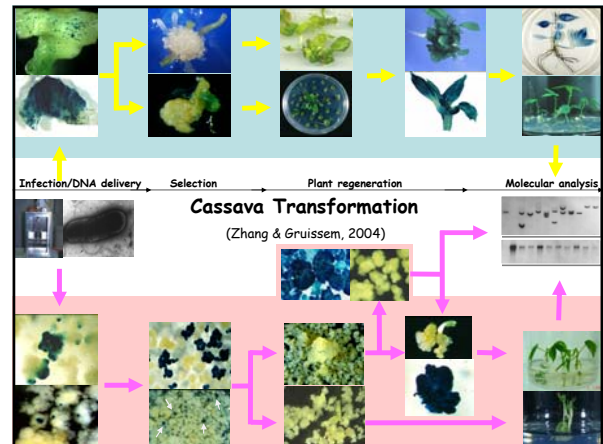 Infection/DNA delivery Selection Plant regeneration Molecular analysis
Cassava Transformation
(Zhang & Gruissem, 2004)